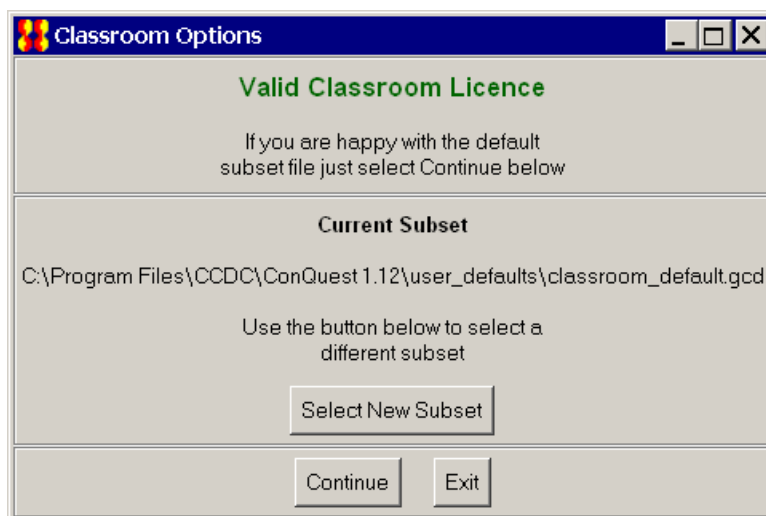 Classroom Options
Valid Classroom Licence
If you are happy with the default
subset file just select Continue below
Current Subset
C:\Program Files\CCDC\ConQuest 1.12\user_defaults\classroom_default.gcd
Use the button below to select a
different subset
Select New Subset
Continue Exit